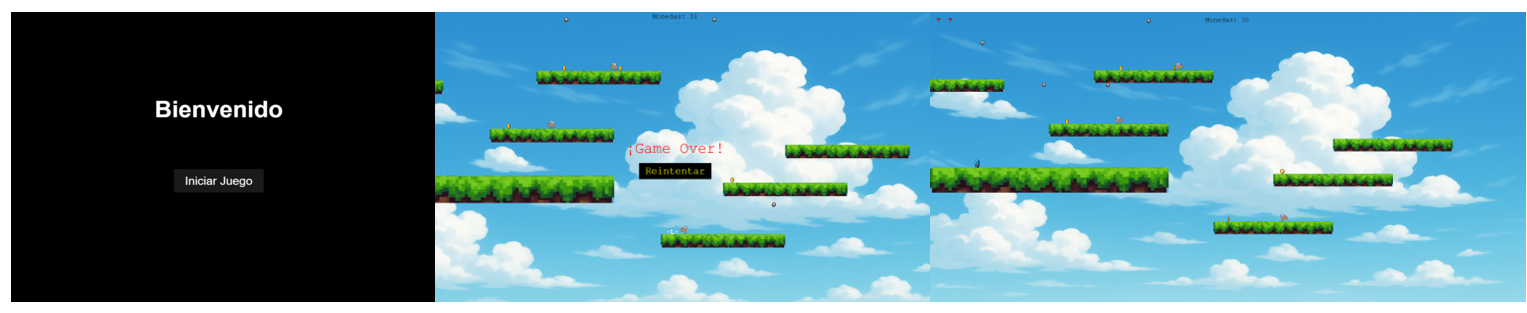 Bienvenido
Iniciar Juego
Monedas: 31
¡Game Over!
Reintentar
Monedas: 30